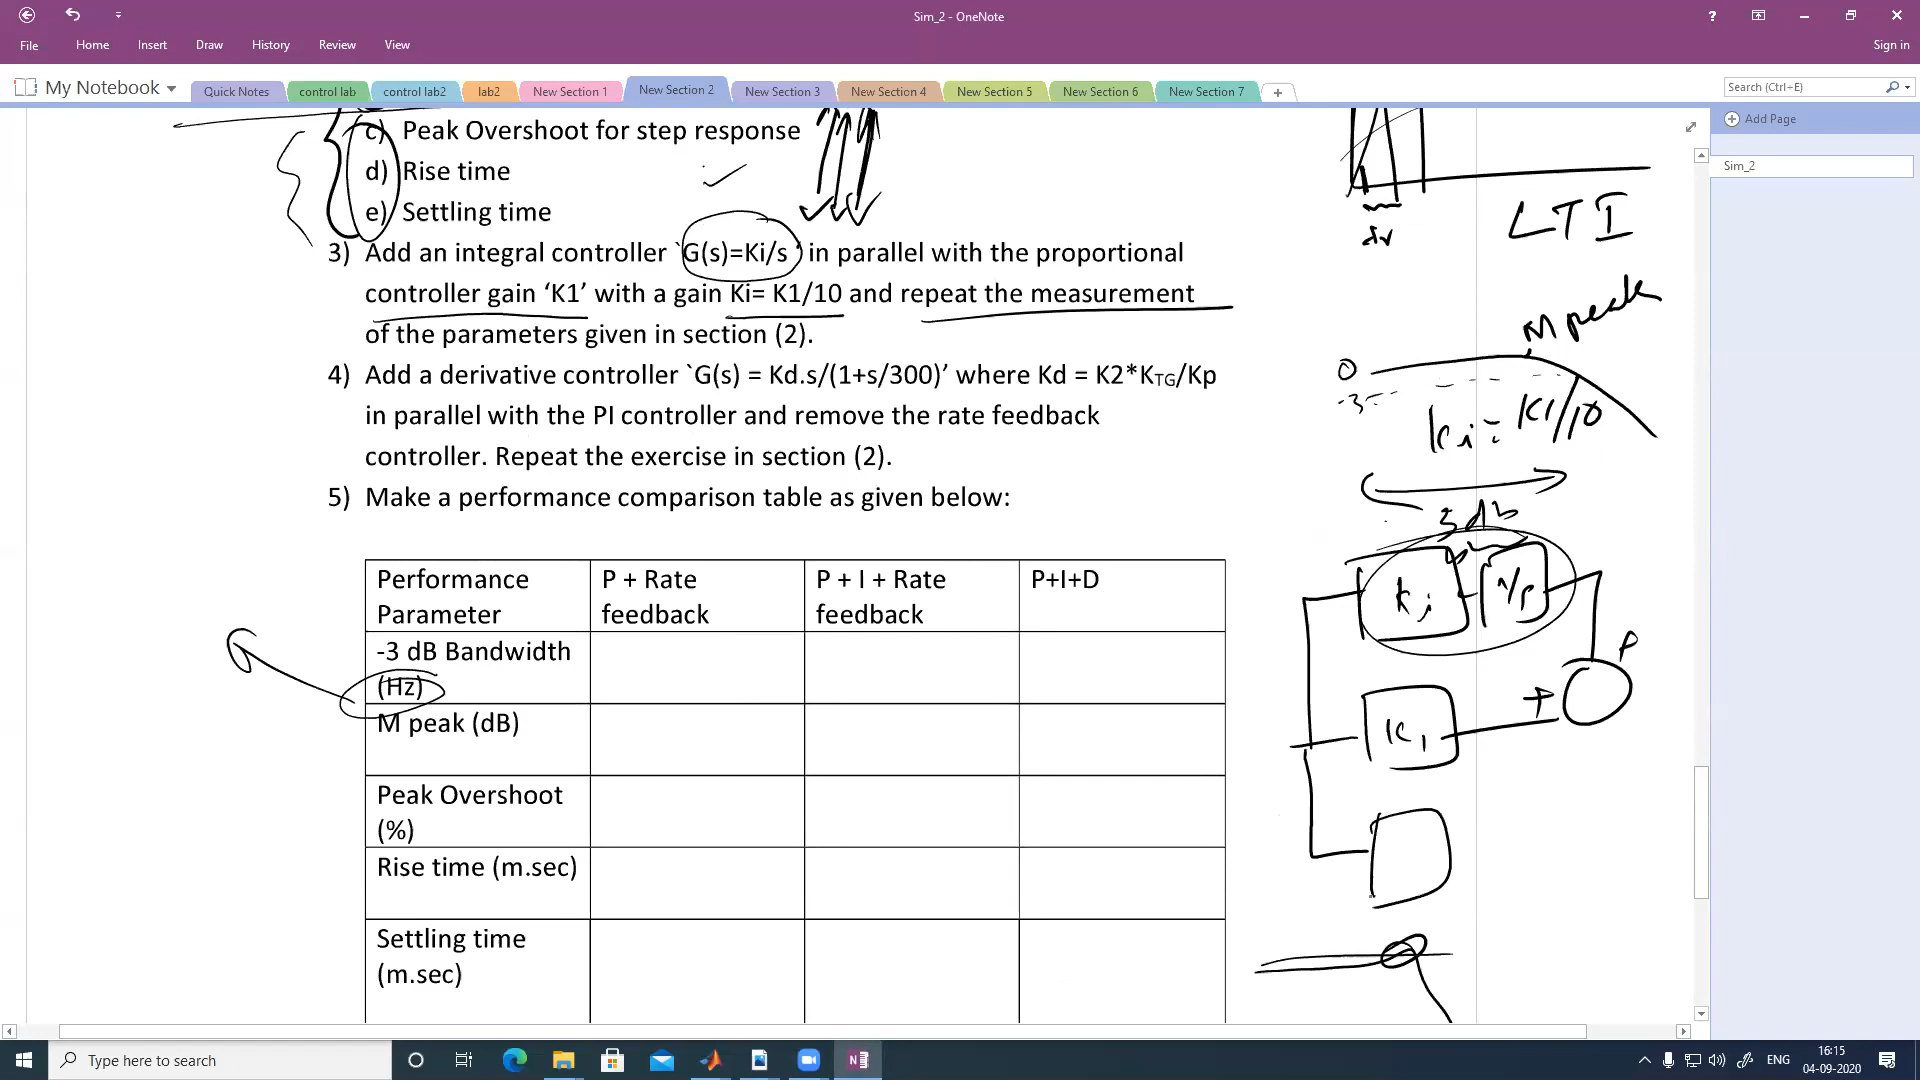 Sim_2 - OneNote
File Home Insert Draw History Review View
Sign in
My Notebook
Quick Notes control lab control lab2 lab2 New Section 1 New Section 2 New Section 3 New Section 4 New Section 5 New Section 6 New Section 7
Search (Ctrl+E)
Add Page
Sim_2
c) Peak Overshoot for step response
d) Rise time
e) Settling time
3) Add an integral controller `G(s)=Ki/s ’ in parallel with the proportional
controller gain ‘K1’ with a gain Ki= K1/10 and repeat the measurement
of the parameters given in section (2).
4) Add a derivative controller `G(s) = Kd.s/(1+s/300)’ where Kd = K2*KTG/Kp
in parallel with the PI controller and remove the rate feedback
controller. Repeat the exercise in section (2).
5) Make a performance comparison table as given below:
Performance Parameter P + Rate feedback P + I + Rate feedback P+I+D
-3 dB Bandwidth (Hz)
M peak (dB)
Peak Overshoot (%)
Rise time (m.sec)
Settling time (m.sec)
LTI
M peak
0
-3
Ki = K1/10
3db
Ki
K1
+
Type here to search
ENG
16:15
04-09-2020